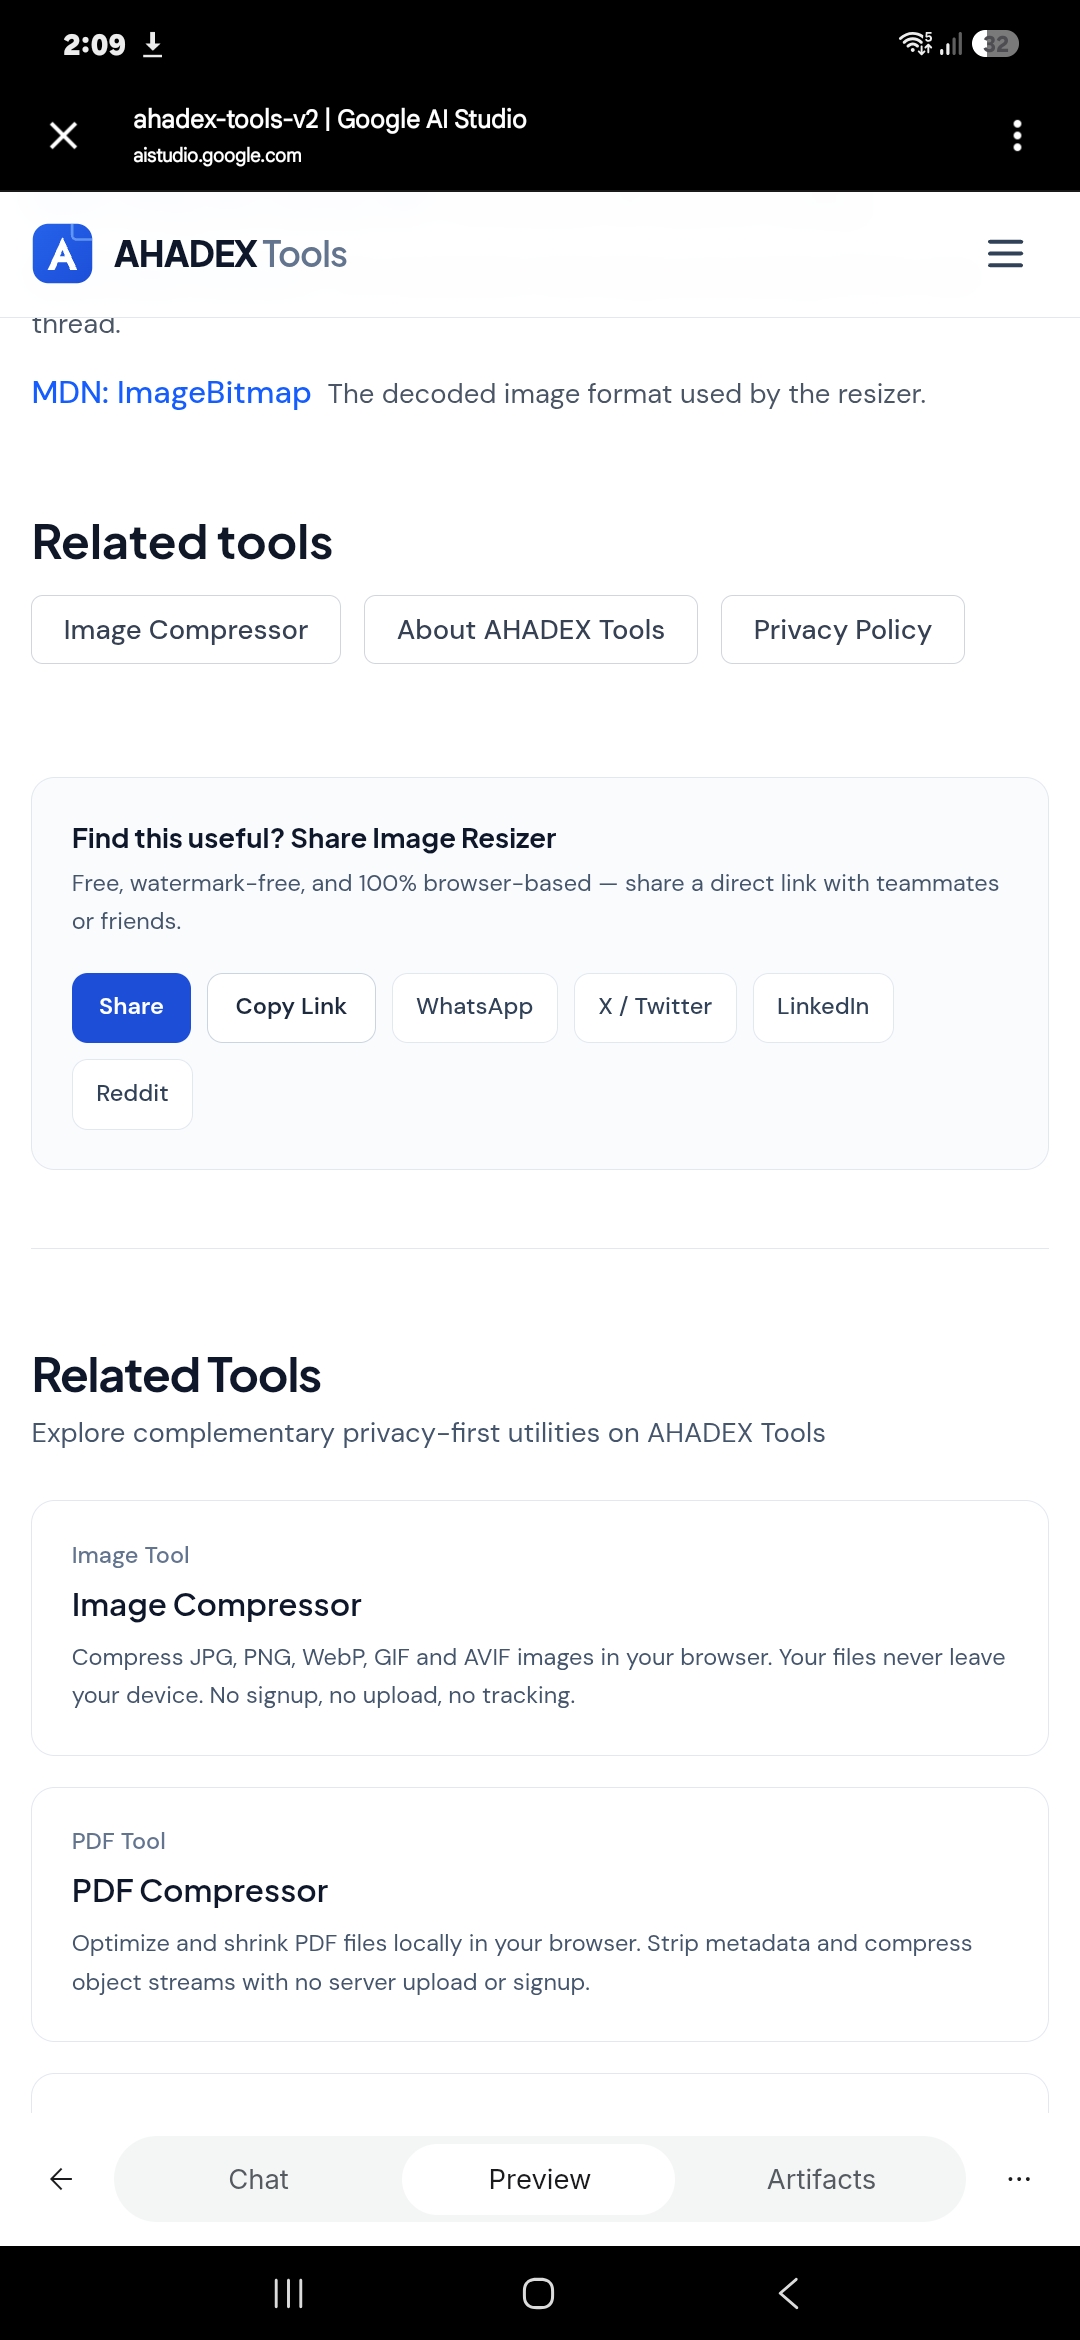 2:09
5
32
ahadex-tools-v2 | Google AI Studio
aistudio.google.com
A
AHADEX Tools
thread.
MDN: ImageBitmap The decoded image format used by the resizer.
Related tools
Image Compressor
About AHADEX Tools
Privacy Policy
Find this useful? Share Image Resizer
Free, watermark-free, and 100% browser-based — share a direct link with teammates
or friends.
Share
Copy Link
WhatsApp
X / Twitter
LinkedIn
Reddit
Related Tools
Explore complementary privacy-first utilities on AHADEX Tools
Image Tool
Image Compressor
Compress JPG, PNG, WebP, GIF and AVIF images in your browser. Your files never leave
your device. No signup, no upload, no tracking.
PDF Tool
PDF Compressor
Optimize and shrink PDF files locally in your browser. Strip metadata and compress
object streams with no server upload or signup.
Chat
Preview
Artifacts